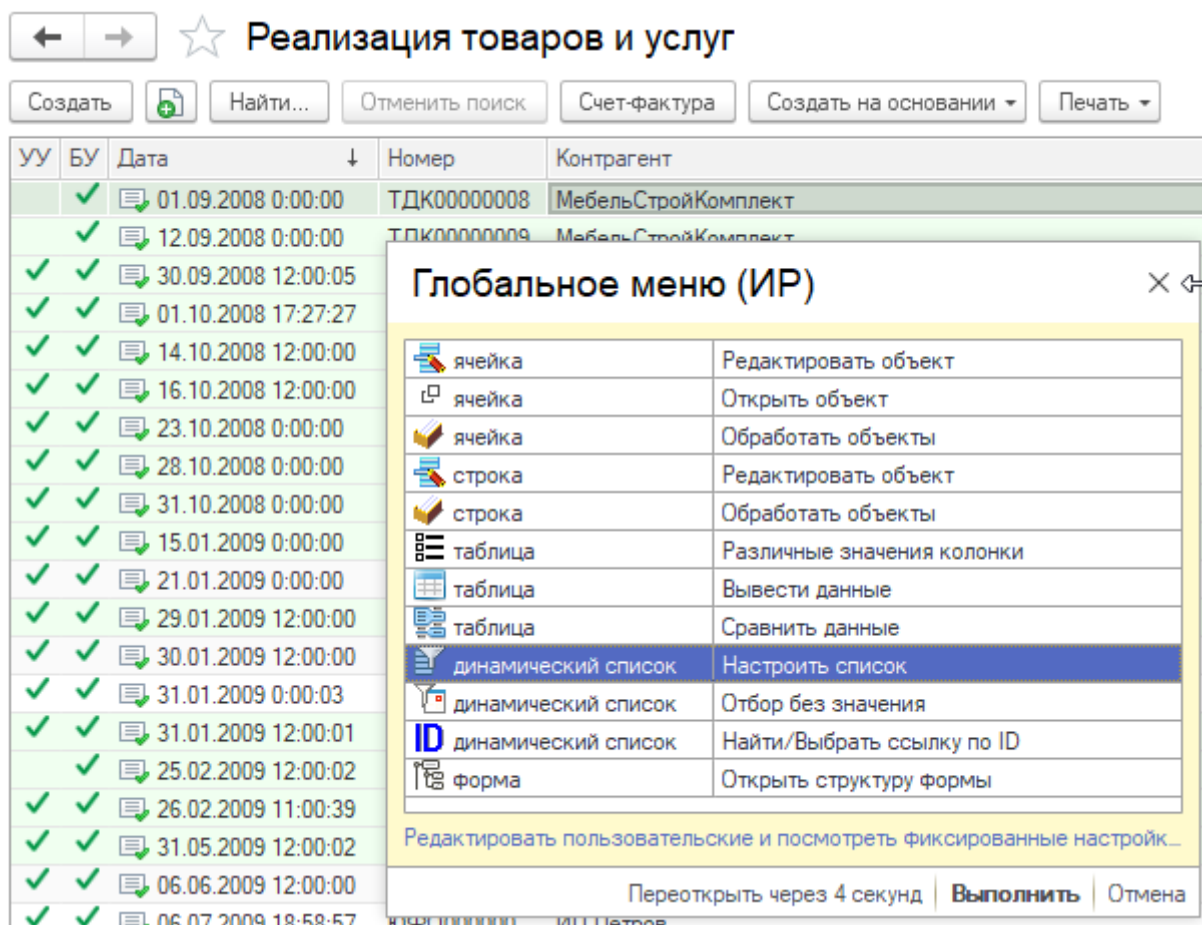 Реализация товаров и услуг
Создать Найти... Отменить поиск Счет-фактура Создать на основании Печать
УУ БУ Дата ↓ Номер Контрагент
01.09.2008 0:00:00 ТДК00000008 МебельСтройКомплект
12.09.2008 0:00:00 ТДК00000009 МебельСтройКомплект
30.09.2008 12:00:05
01.10.2008 17:27:27
14.10.2008 12:00:00
16.10.2008 12:00:00
23.10.2008 0:00:00
28.10.2008 0:00:00
31.10.2008 0:00:00
15.01.2009 0:00:00
21.01.2009 0:00:00
29.01.2009 12:00:00
30.01.2009 12:00:00
31.01.2009 0:00:03
31.01.2009 12:00:01
25.02.2009 12:00:02
26.02.2009 11:00:39
31.05.2009 12:00:02
06.06.2009 12:00:00
06.07.2009 18:58:57 ИП Петров
Глобальное меню (ИР)
ячейка Редактировать объект
ячейка Открыть объект
ячейка Обработать объекты
строка Редактировать объект
строка Обработать объекты
таблица Различные значения колонки
таблица Вывести данные
таблица Сравнить данные
динамический список Настроить список
динамический список Отбор без значения
ID динамический список Найти/Выбрать ссылку по ID
форма Открыть структуру формы
Редактировать пользовательские и посмотреть фиксированные настройк...
Переоткрыть через 4 секунд Выполнить Отмена